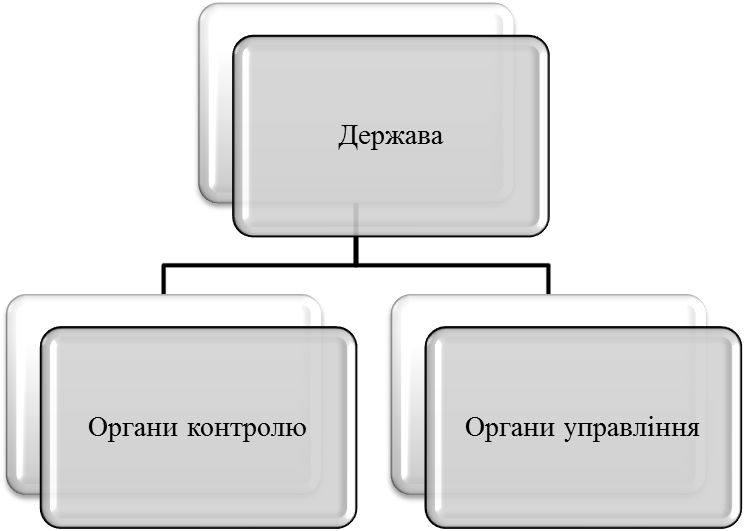 Держава
Органи контролю
Органи управління